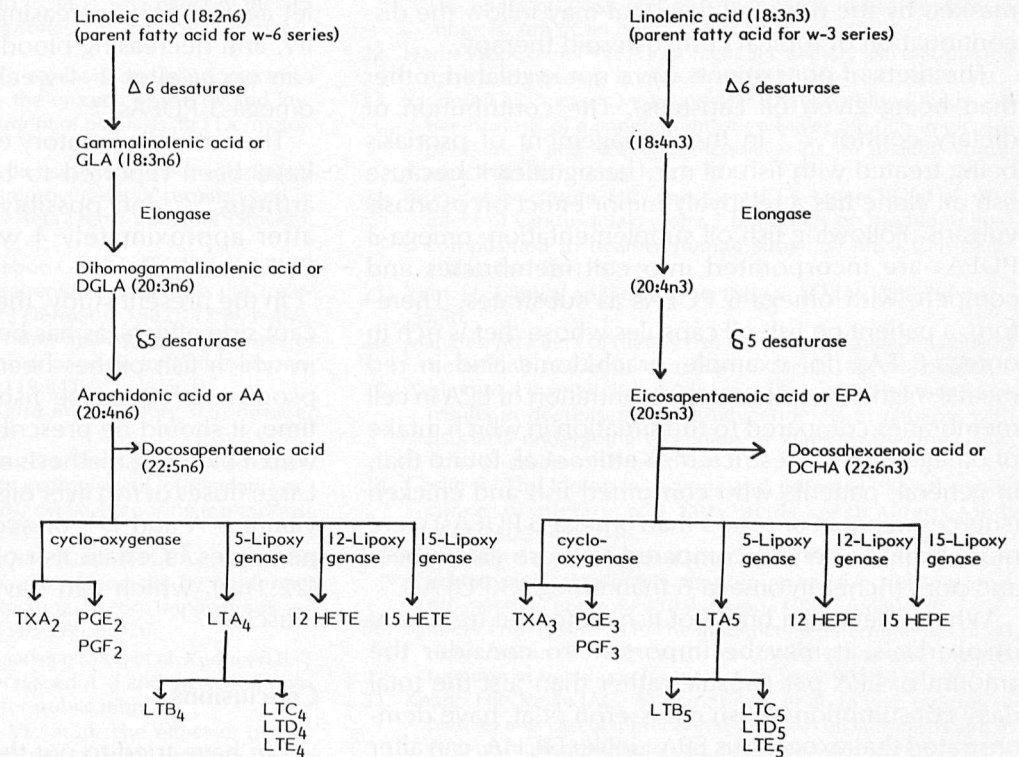 Linoleic acid (18:2n6)
(parent fatty acid for w-6 series)
Δ 6 desaturase
Gammalinolenic acid or
GLA (18:3n6)
Elongase
Dihomogammalinolenic acid or
DGLA (20:3n6)
δ 5 desaturase
Arachidonic or AA
(20:4n6)
Docosapentaenoic acid
(22:5n6)
cyclo-oxygenase
5-Lipoxy
genase
12-Lipoxy
genase
15-Lipoxy
genase
TXA2 PGE2
PGF2
LTA4
12 HETE
15 HETE
LTB4
LTC4
LTD4
LTE4
Linolenic acid (18:3n3)
(parent fatty acid for w-3 series)
Δ 6 desaturase
(18:4n3)
Elongase
(20:4n3)
δ 5 desaturase
Eicosapentaenoic acid or EPA
(20:5n3)
Docosahexaenoic acid or
DCHA (22:6n3)
cyclo-
oxygenase
5-Lipoxy
genase
12-Lipoxy
genase
15-Lipoxy
genase
TXA3 PGE3
PGF3
LTA5
12 HEPE
15 HEPE
LTB5
LTC5
LTD5
LTE5